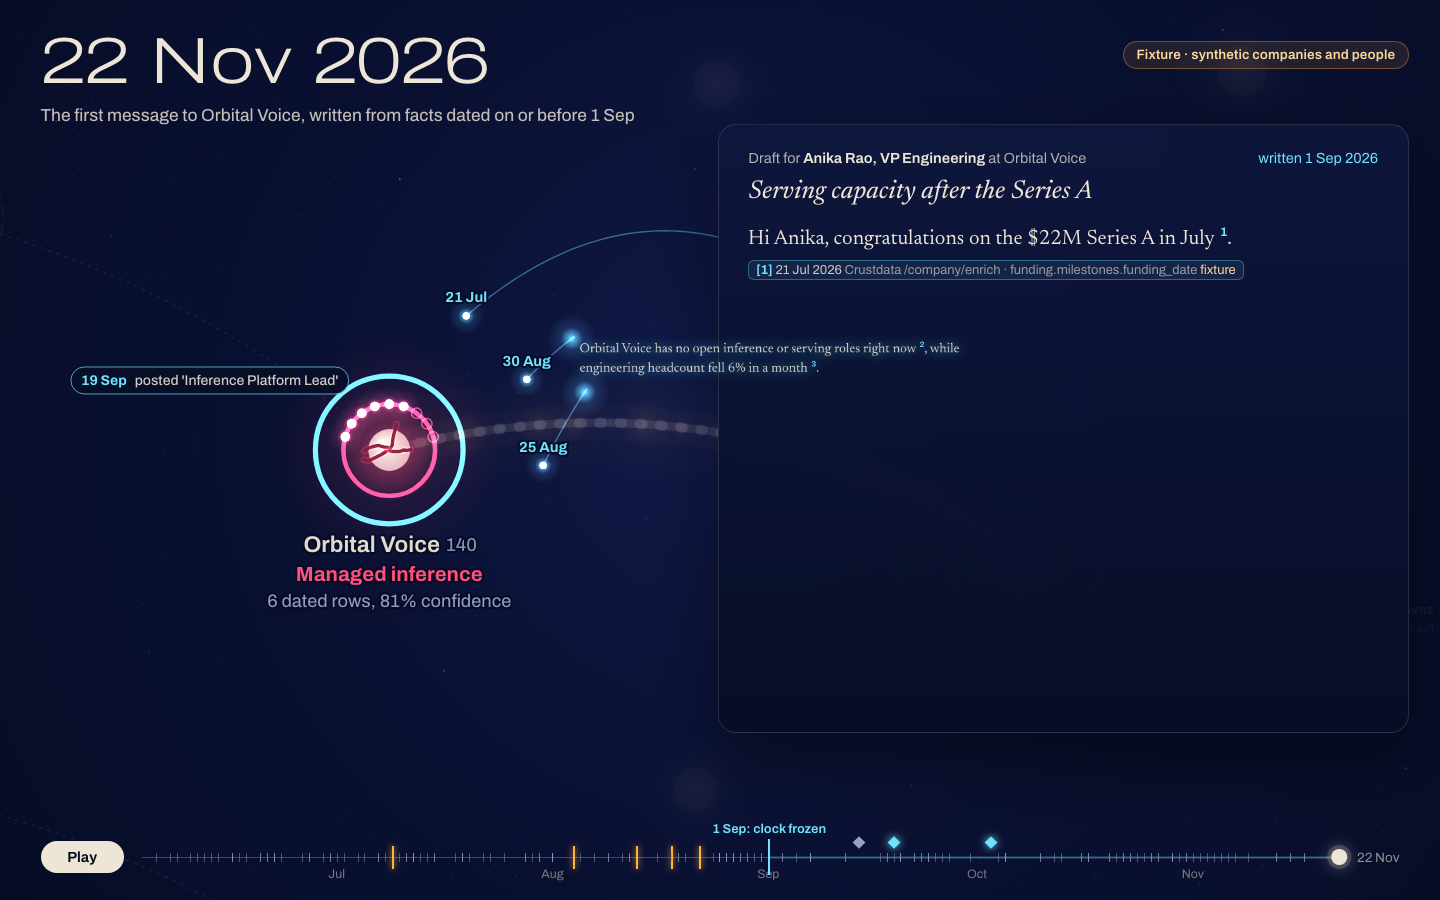 22 Nov 2026
Fixture · synthetic companies and people
The first message to Orbital Voice, written from facts dated on or before 1 Sep
Draft for Anika Rao, VP Engineering at Orbital Voice
written 1 Sep 2026
Serving capacity after the Series A
Hi Anika, congratulations on the $22M Series A in July 1.
[1] 21 Jul 2026 Crustdata /company/enrich · funding.milestones.funding_date fixture
21 Jul
30 Aug
Orbital Voice has no open inference or serving roles right now 2, while
engineering headcount fell 6% in a month 3.
19 Sep posted 'Inference Platform Lead'
25 Aug
Orbital Voice 140
Managed inference
6 dated rows, 81% confidence
1 Sep: clock frozen
Play
22 Nov
Jul
Aug
Sep
Oct
Nov